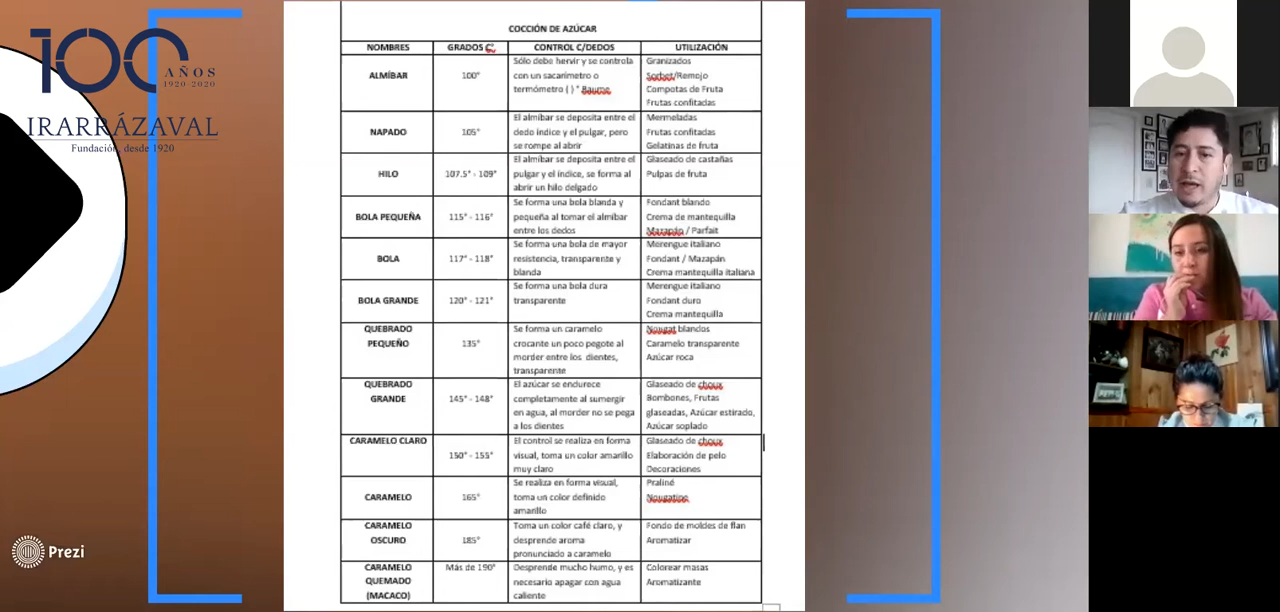 100
AÑOS
1920-2020
IRARRÁZAVAL
Fundación, desde 1920
Prezi
COCCIÓN DE AZÚCAR
NOMBRES GRADOS C° CONTROL C/DEDOS UTILIZACIÓN
ALMÍBAR
100°
Sólo debe hervir y se controla
con un sacarímetro o
termómetro ( ) ° Baume
Granizados
Sorbet/Remojo
Compotas de Fruta
Frutas confitadas
NAPADO
105°
El almíbar se deposita entre el
dedo índice y el pulgar, pero
se rompe al abrir
Mermeladas
Frutas confitadas
Gelatinas de fruta
HILO
107.5° - 109°
El almíbar se deposita entre el
pulgar y el índice, se forma al
abrir un hilo delgado
Glaseado de castañas
Pulpas de fruta
BOLA PEQUEÑA
115° - 116°
Se forma una bola blanda y
pequeña al tomar el almíbar
entre los dedos
Fondant blando
Crema de mantequilla
Mazapán / Parfait
BOLA
117° - 118°
Se forma una bola de mayor
resistencia, transparente y
blanda
Merengue italiano
Fondant / Mazapán
Crema mantequilla italiana
BOLA GRANDE
120° - 121°
Se forma una bola dura
transparente
Merengue italiano
Fondant duro
Crema mantequilla
QUEBRADO
PEQUEÑO
135°
Se forma un caramelo
crocante un poco pegote al
morder entre los dientes,
transparente
Nougat blandos
Caramelo transparente
Azúcar roca
QUEBRADO
GRANDE
145° - 148°
El azúcar se endurece
completamente al sumergir
en agua, al morder no se pega
a los dientes
Glaseado de choux
Bombones, Frutas
glaseadas, Azúcar estirado,
Azúcar soplado
CARAMELO CLARO
150° - 155°
El control se realiza en forma
visual, toma un color amarillo
muy claro
Glaseado de choux
Elaboración de pelo
Decoraciones
CARAMELO
165°
Se realiza en forma visual,
toma un color definido
amarillo
Praliné
Nougatine
CARAMELO
OSCURO
185°
Toma un color café claro, y
desprende aroma
pronunciado a caramelo
Fondo de moldes de flan
Aromatizar
CARAMELO
QUEMADO
(MACACO)
Más de 190°
Desprende mucho humo, y es
necesario apagar con agua
caliente
Colorear masas
Aromatizante